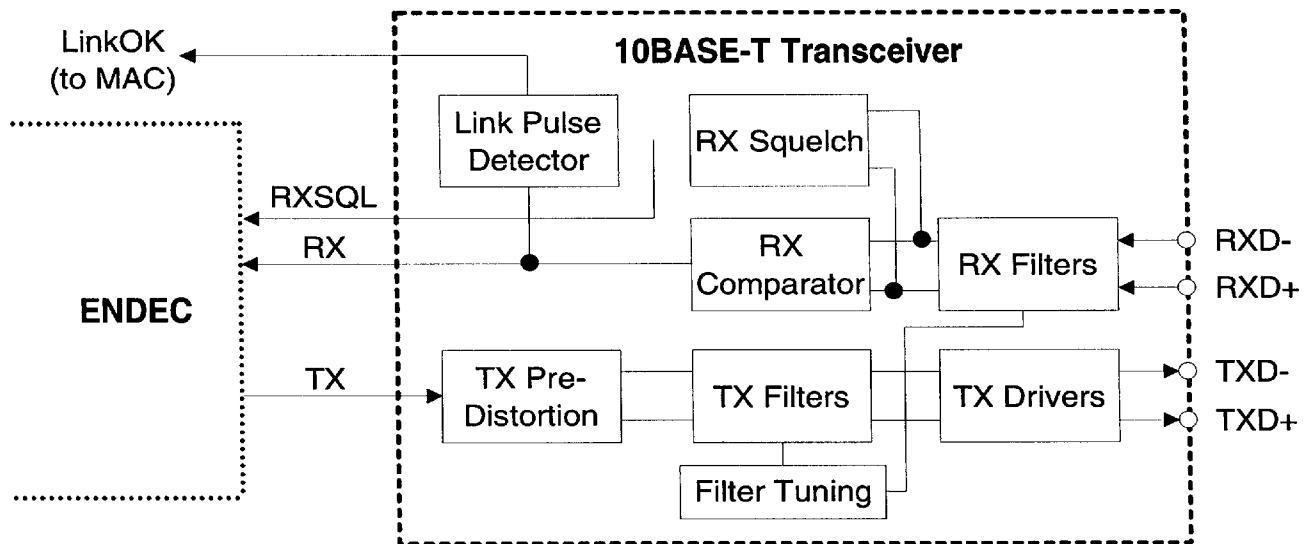 LinkOK
(to MAC)
10BASE-T Transceiver
Link Pulse
Detector
RX Squelch
RXSQL
RX
RX
Comparator
RX Filters
RXD-
RXD+
ENDEC
TX
TX Pre-
Distortion
TX Filters
TX Drivers
TXD-
TXD+
Filter Tuning